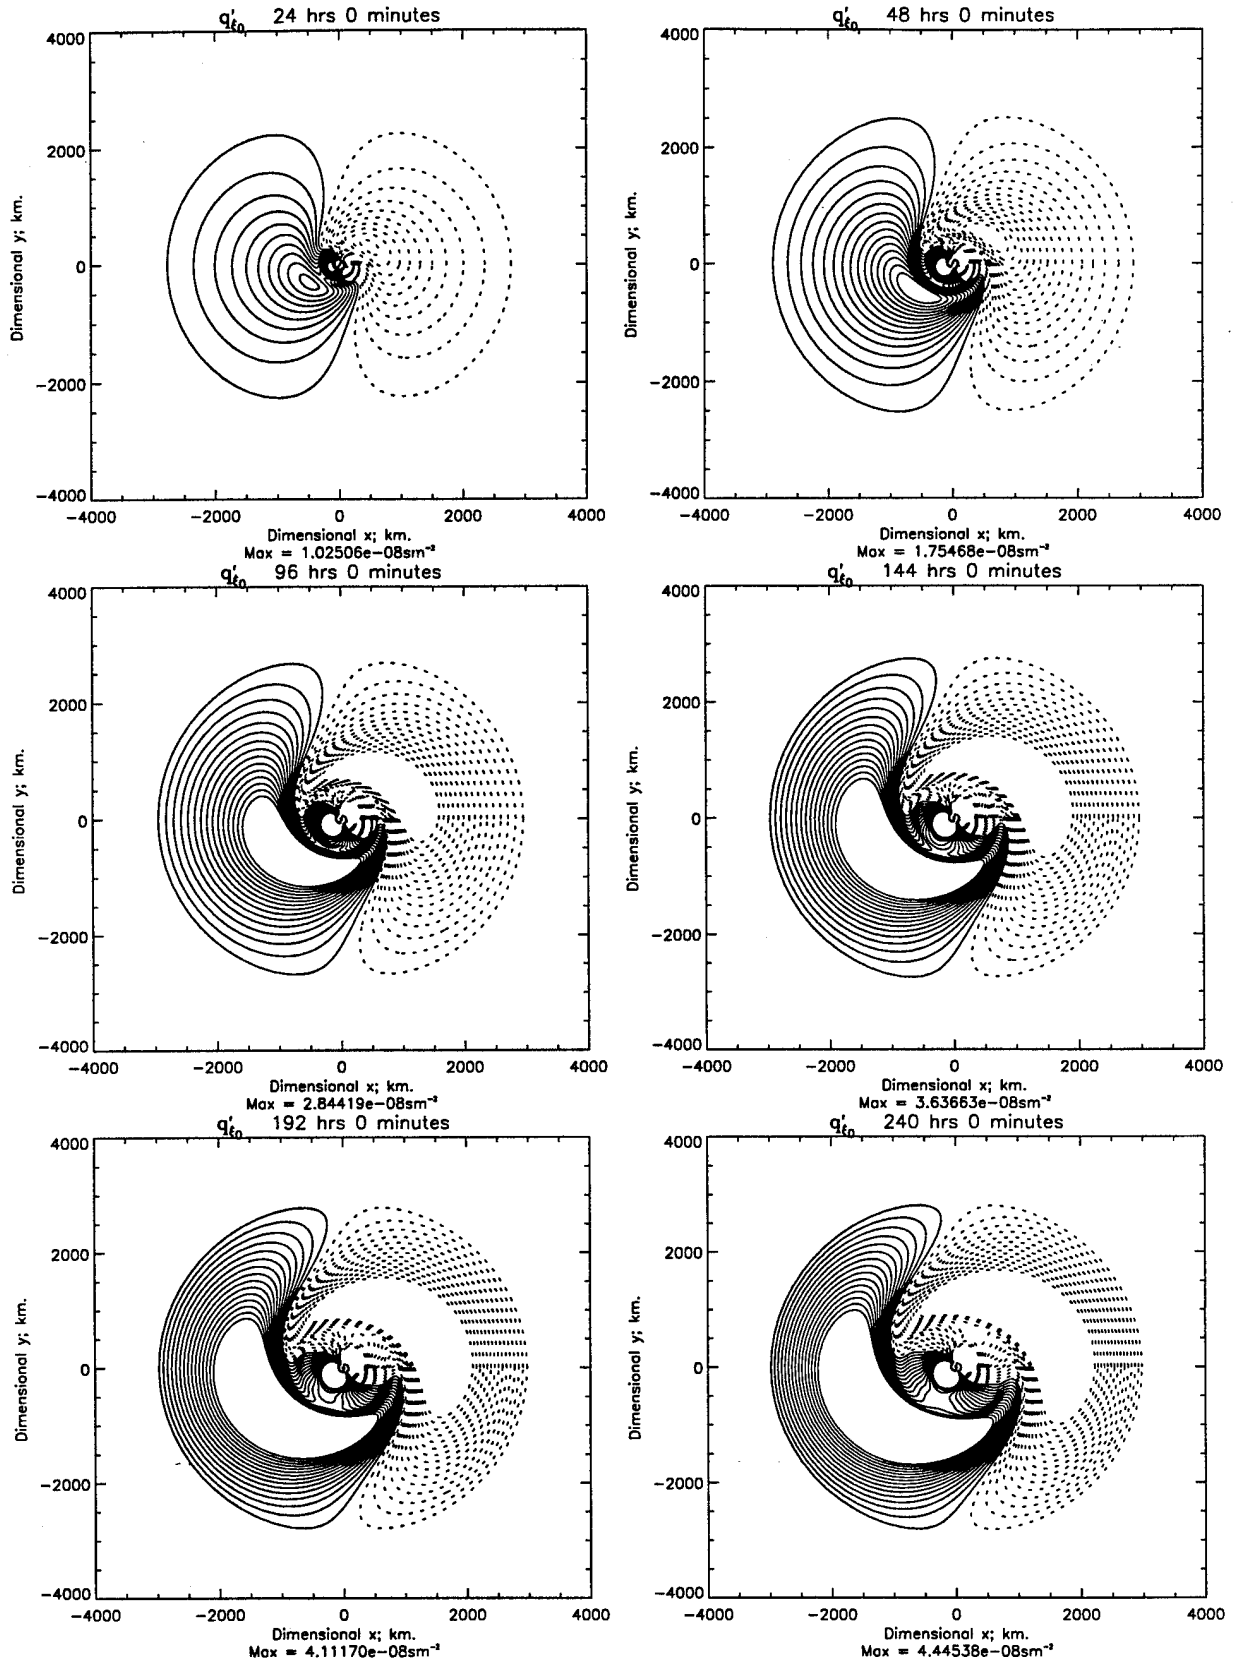 q′ξ0 24 hrs 0 minutes
4000
2000
0
−2000
−4000
Dimensional y; km.
−4000 −2000 0 2000 4000
Dimensional x; km.
Max = 1.02506e−08sm⁻²
q′ξ0 48 hrs 0 minutes
4000
2000
0
−2000
−4000
Dimensional y; km.
−4000 −2000 0 2000 4000
Dimensional x; km.
Max = 1.75468e−08sm⁻²
q′ξ0 96 hrs 0 minutes
4000
2000
0
−2000
−4000
Dimensional y; km.
−4000 −2000 0 2000 4000
Dimensional x; km.
Max = 2.84419e−08sm⁻²
q′ξ0 144 hrs 0 minutes
4000
2000
0
−2000
−4000
Dimensional y; km.
−4000 −2000 0 2000 4000
Dimensional x; km.
Max = 3.63663e−08sm⁻²
q′ξ0 192 hrs 0 minutes
4000
2000
0
−2000
−4000
Dimensional y; km.
−4000 −2000 0 2000 4000
Dimensional x; km.
Max = 4.11170e−08sm⁻²
q′ξ0 240 hrs 0 minutes
4000
2000
0
−2000
−4000
Dimensional y; km.
−4000 −2000 0 2000 4000
Dimensional x; km.
Max = 4.44538e−08sm⁻²